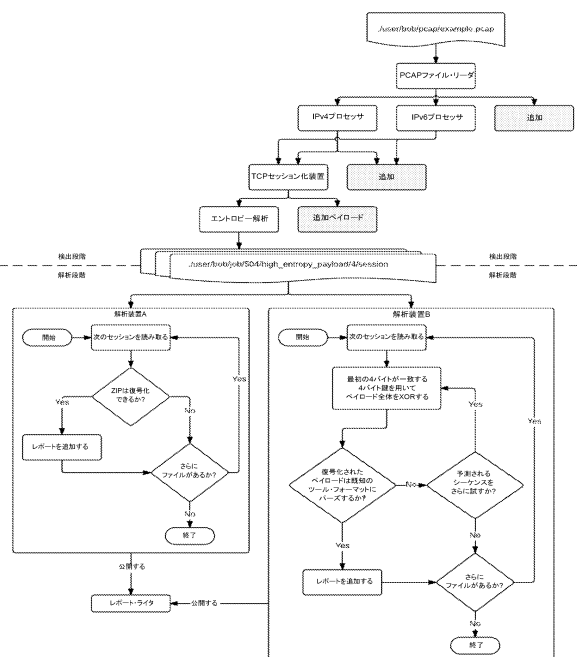 ./user/bob/pcap/example.pcap
PCAPファイル・リーダ
IPv4プロセッサ
IPv6プロセッサ
追加
TCPセッション化装置
追加
エントロピー解析
追加ペイロード
検出段階
検出段階
./user/bob/job/504/high_entropy_payload/4/session
解析段階
解析段階
解析装置A
開始
次のセッションを読み取る
ZIPは復号化
できるか?
Yes
No
Yes
レポートを追加する
さらに
ファイルがあるか?
No
終了
公開する
レポート・ライタ
公開する
解析装置B
開始
次のセッションを読み取る
最初の4バイトが一致する
4バイト鍵を用いて
ペイロード全体をXORする
Yes
Yes
復号化された
ペイロードは既知の
ツール・フォーマットに
パーズするか?
No
予測される
シーケンスを
さらに試すか?
Yes
No
レポートを追加する
さらに
ファイルがあるか?
No
終了